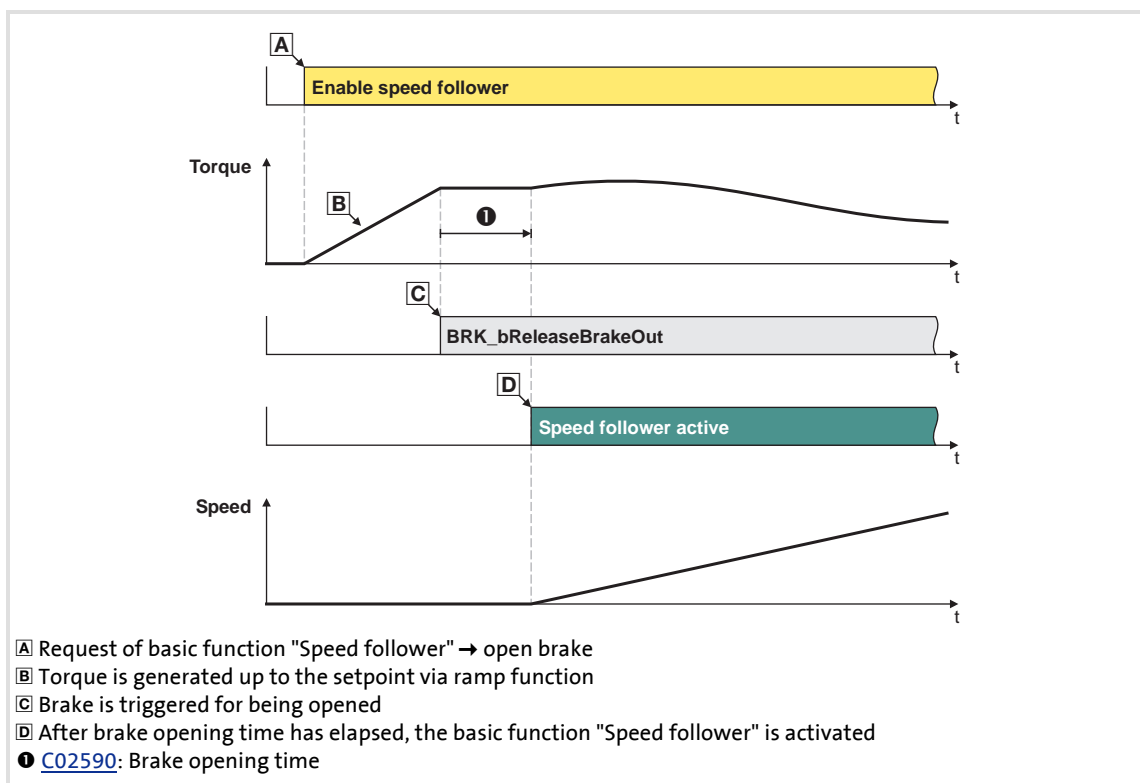 A
Enable speed follower
t
Torque
B
❶
t
C
BRK_bReleaseBrakeOut
t
D
Speed follower active
t
Speed
t
A Request of basic function "Speed follower" → open brake
B Torque is generated up to the setpoint via ramp function
C Brake is triggered for being opened
D After brake opening time has elapsed, the basic function "Speed follower" is activated
❶ C02590: Brake opening time